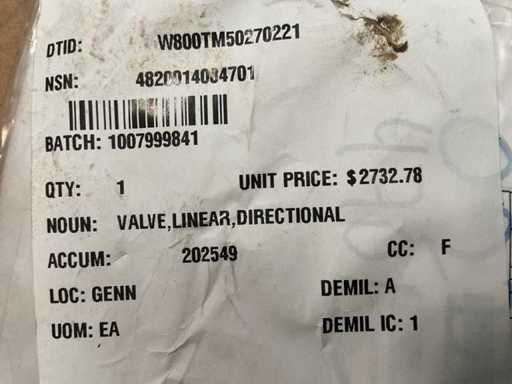 DTID: W800TM50270221
NSN: 4820014034701
BATCH: 1007999841
QTY: 1 UNIT PRICE: $2732.78
NOUN: VALVE,LINEAR,DIRECTIONAL
ACCUM: 202549 CC: F
LOC: GENN DEMIL: A
UOM: EA DEMIL IC: 1